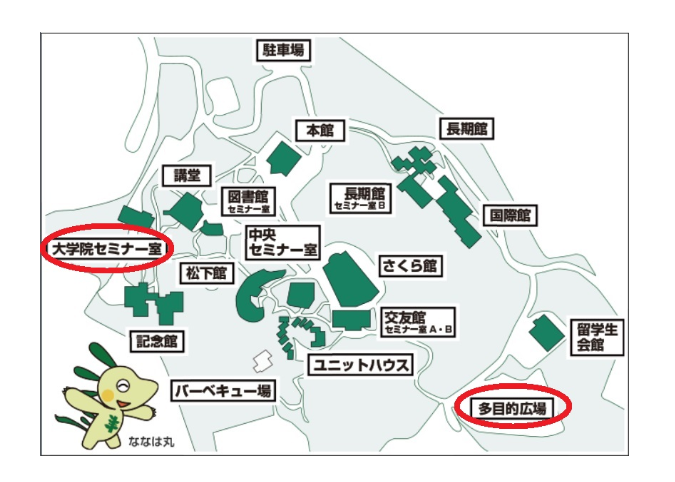 駐車場
本館
長期館
講堂
図書館
セミナー室
長期館
セミナー室B
国際館
大学院セミナー室
中央
セミナー室
松下館
さくら館
交友館
セミナー室A・B
留学生
会館
記念館
ユニットハウス
バーベキュー場
多目的広場
ななは丸